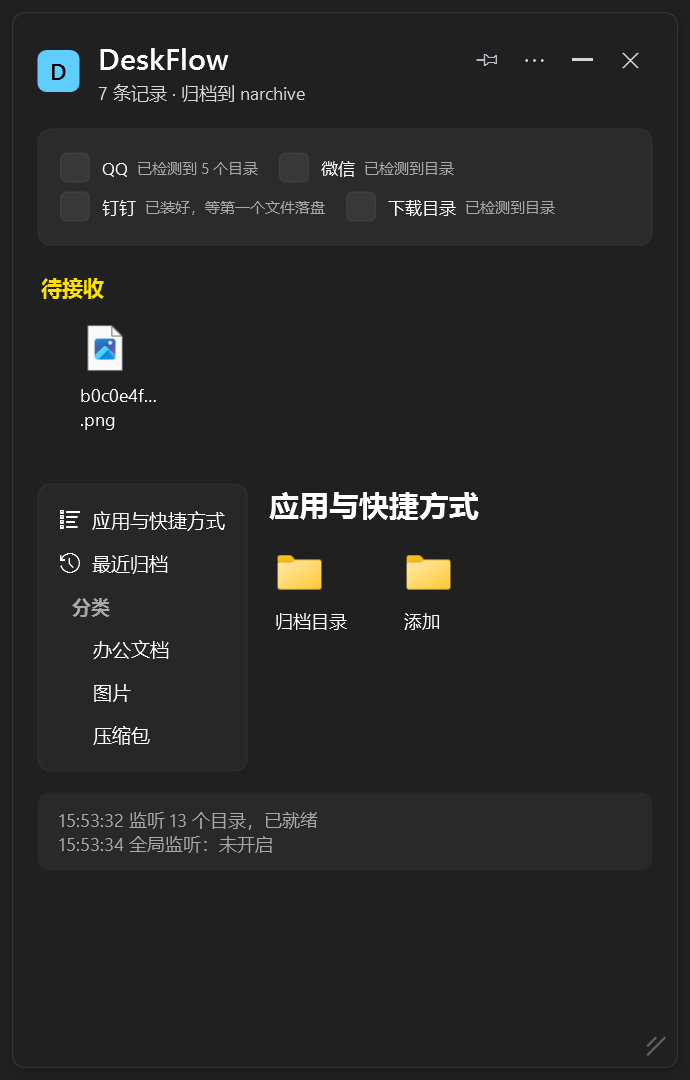 D
DeskFlow
7 条记录 · 归档到 narchive
QQ 已检测到 5 个目录 微信 已检测到目录
钉钉 已装好，等第一个文件落盘 下载目录 已检测到目录
待接收
b0c0e4f...
.png
应用与快捷方式
最近归档
分类
办公文档
图片
压缩包
应用与快捷方式
归档目录 添加
15:53:32 监听 13 个目录，已就绪
15:53:34 全局监听：未开启